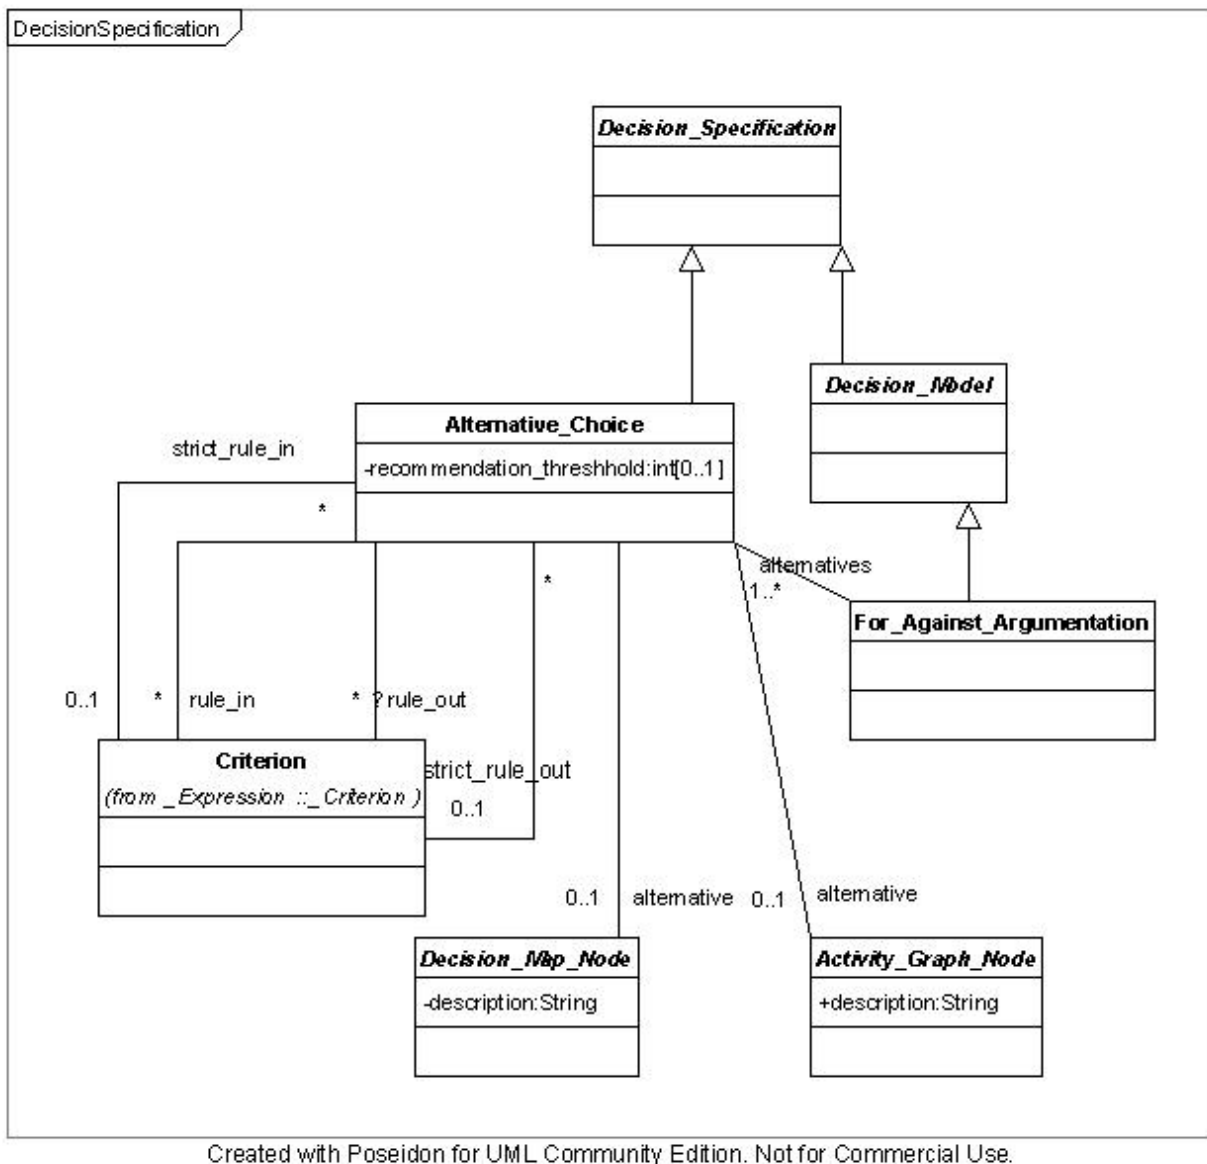 DecisionSpecification
Decision_Specification
Decision_Model
Alternative_Choice
-recommendation_threshhold:int[0..1]
strict_rule_in
*
*
alternatives
1..*
For_Against_Argumentation
0..1
*
rule_in
*
?rule_out
Criterion
(from _Expression ::_Criterion )
strict_rule_out
0..1
0..1
alternative
0..1
alternative
Decision_Map_Node
-description:String
Activity_Graph_Node
+description:String
Created with Poseidon for UML Community Edition. Not for Commercial Use.